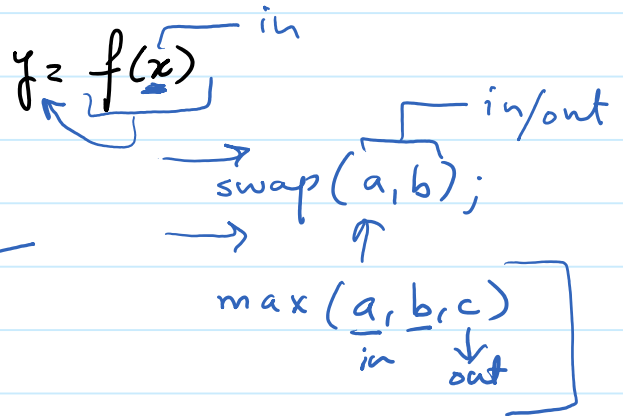 in
y = f(x)
in/out
swap(a,b);
max(a,b,c)
in
out